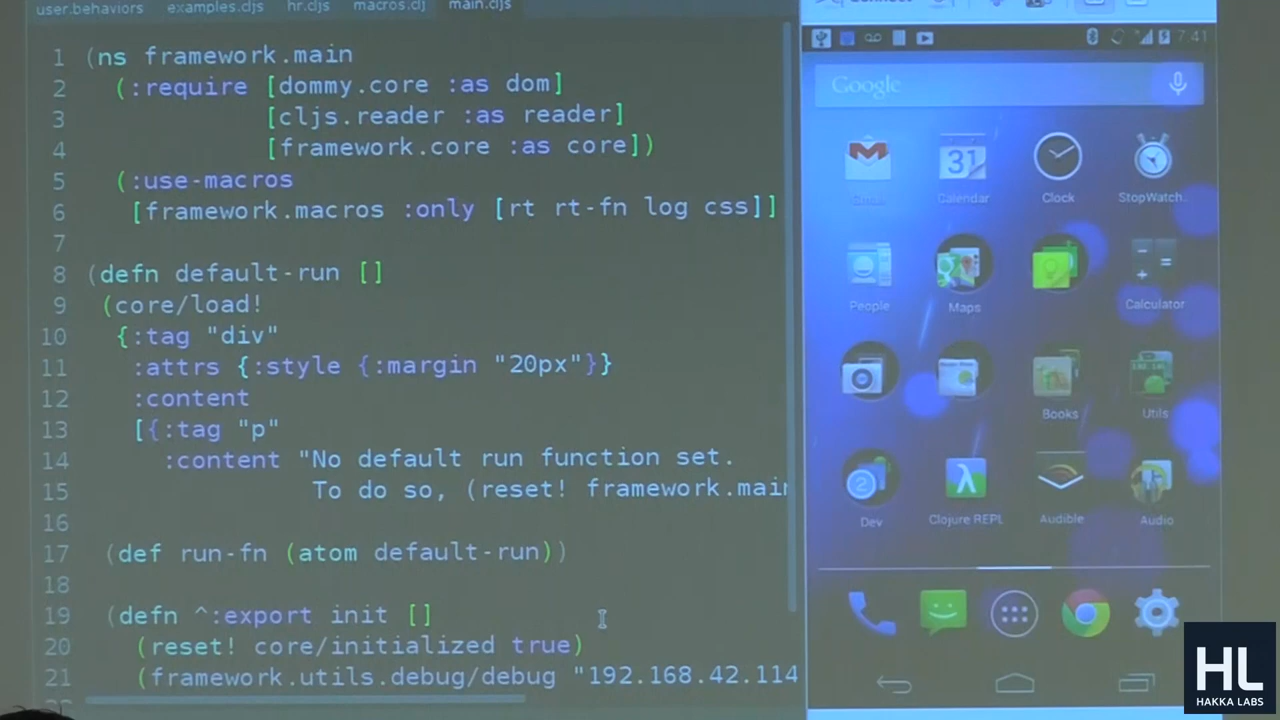 user.behaviors examples.cljs hr.cljs macros.clj main.cljs
1 (ns framework.main
2 (:require [dommy.core :as dom]
3 [cljs.reader :as reader]
4 [framework.core :as core])
5 (:use-macros
6 [framework.macros :only [rt rt-fn log css]]
7
8 (defn default-run []
9 (core/load!
10 {:tag "div"
11 :attrs {:style {:margin "20px"}}
12 :content
13 [{:tag "p"
14 :content "No default run function set.
15 To do so, (reset! framework.main
16
17 (def run-fn (atom default-run))
18
19 (defn ^:export init []
20 (reset! core/initialized true)
21 (framework.utils.debug/debug "192.168.42.114
7:41
Google
31
Gmail Calendar Clock StopWatch.
People Maps Calculator
Books Utils
2
Dev Clojure REPL Audible Audio
HL
HAKKA LABS